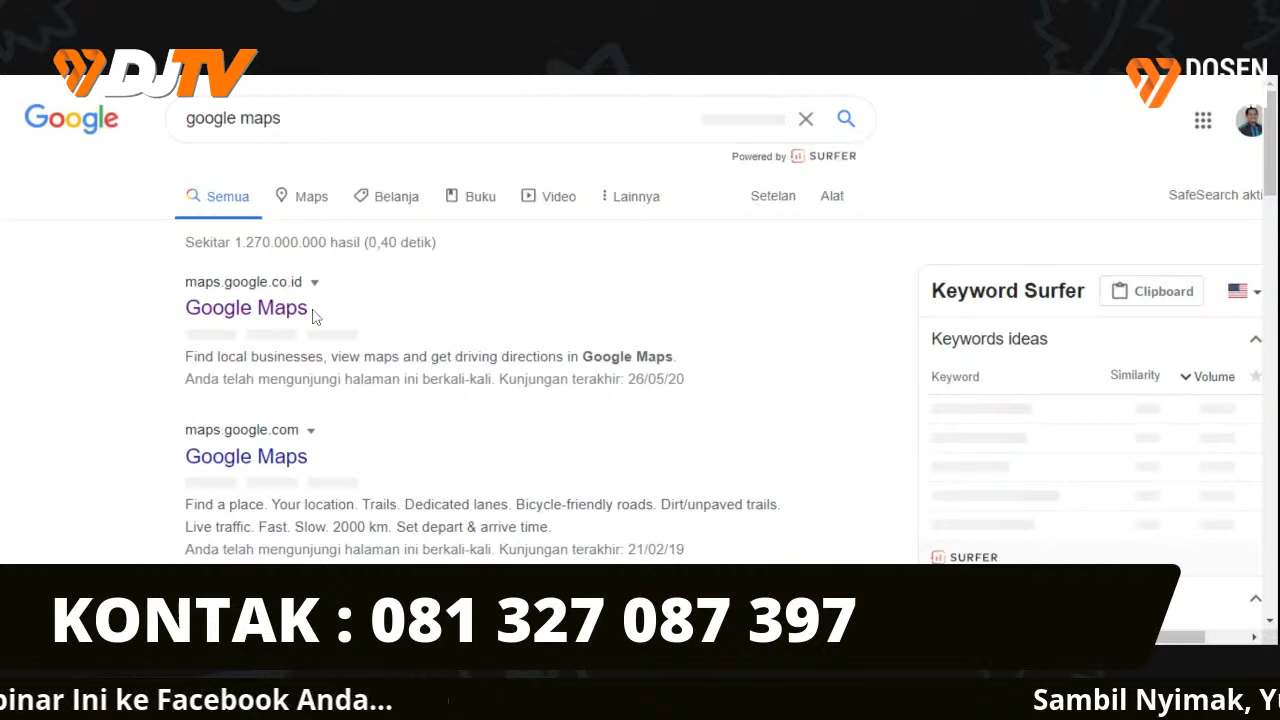 DJTV
DOSEN
Google
google maps
Powered by SURFER
Semua Maps Belanja Buku Video Lainnya Setelan Alat SafeSearch
Sekitar 1.270.000.000 hasil (0,40 detik)
maps.google.co.id
Google Maps
Find local businesses, view maps and get driving directions in Google Maps.
Anda telah mengunjungi halaman ini berkali-kali. Kunjungan terakhir: 26/05/20
maps.google.com
Google Maps
Find a place. Your location. Trails. Dedicated lanes. Bicycle-friendly roads. Dirt/unpaved trails.
Live traffic. Fast. Slow. 2000 km. Set depart & arrive time.
Anda telah mengunjungi halaman ini berkali-kali. Kunjungan terakhir: 21/02/19
Keyword Surfer Clipboard
Keywords ideas
Keyword Similarity Volume
SURFER
KONTAK : 081 327 087 397
Ini ke Facebook Anda... Sambil Nyimak,